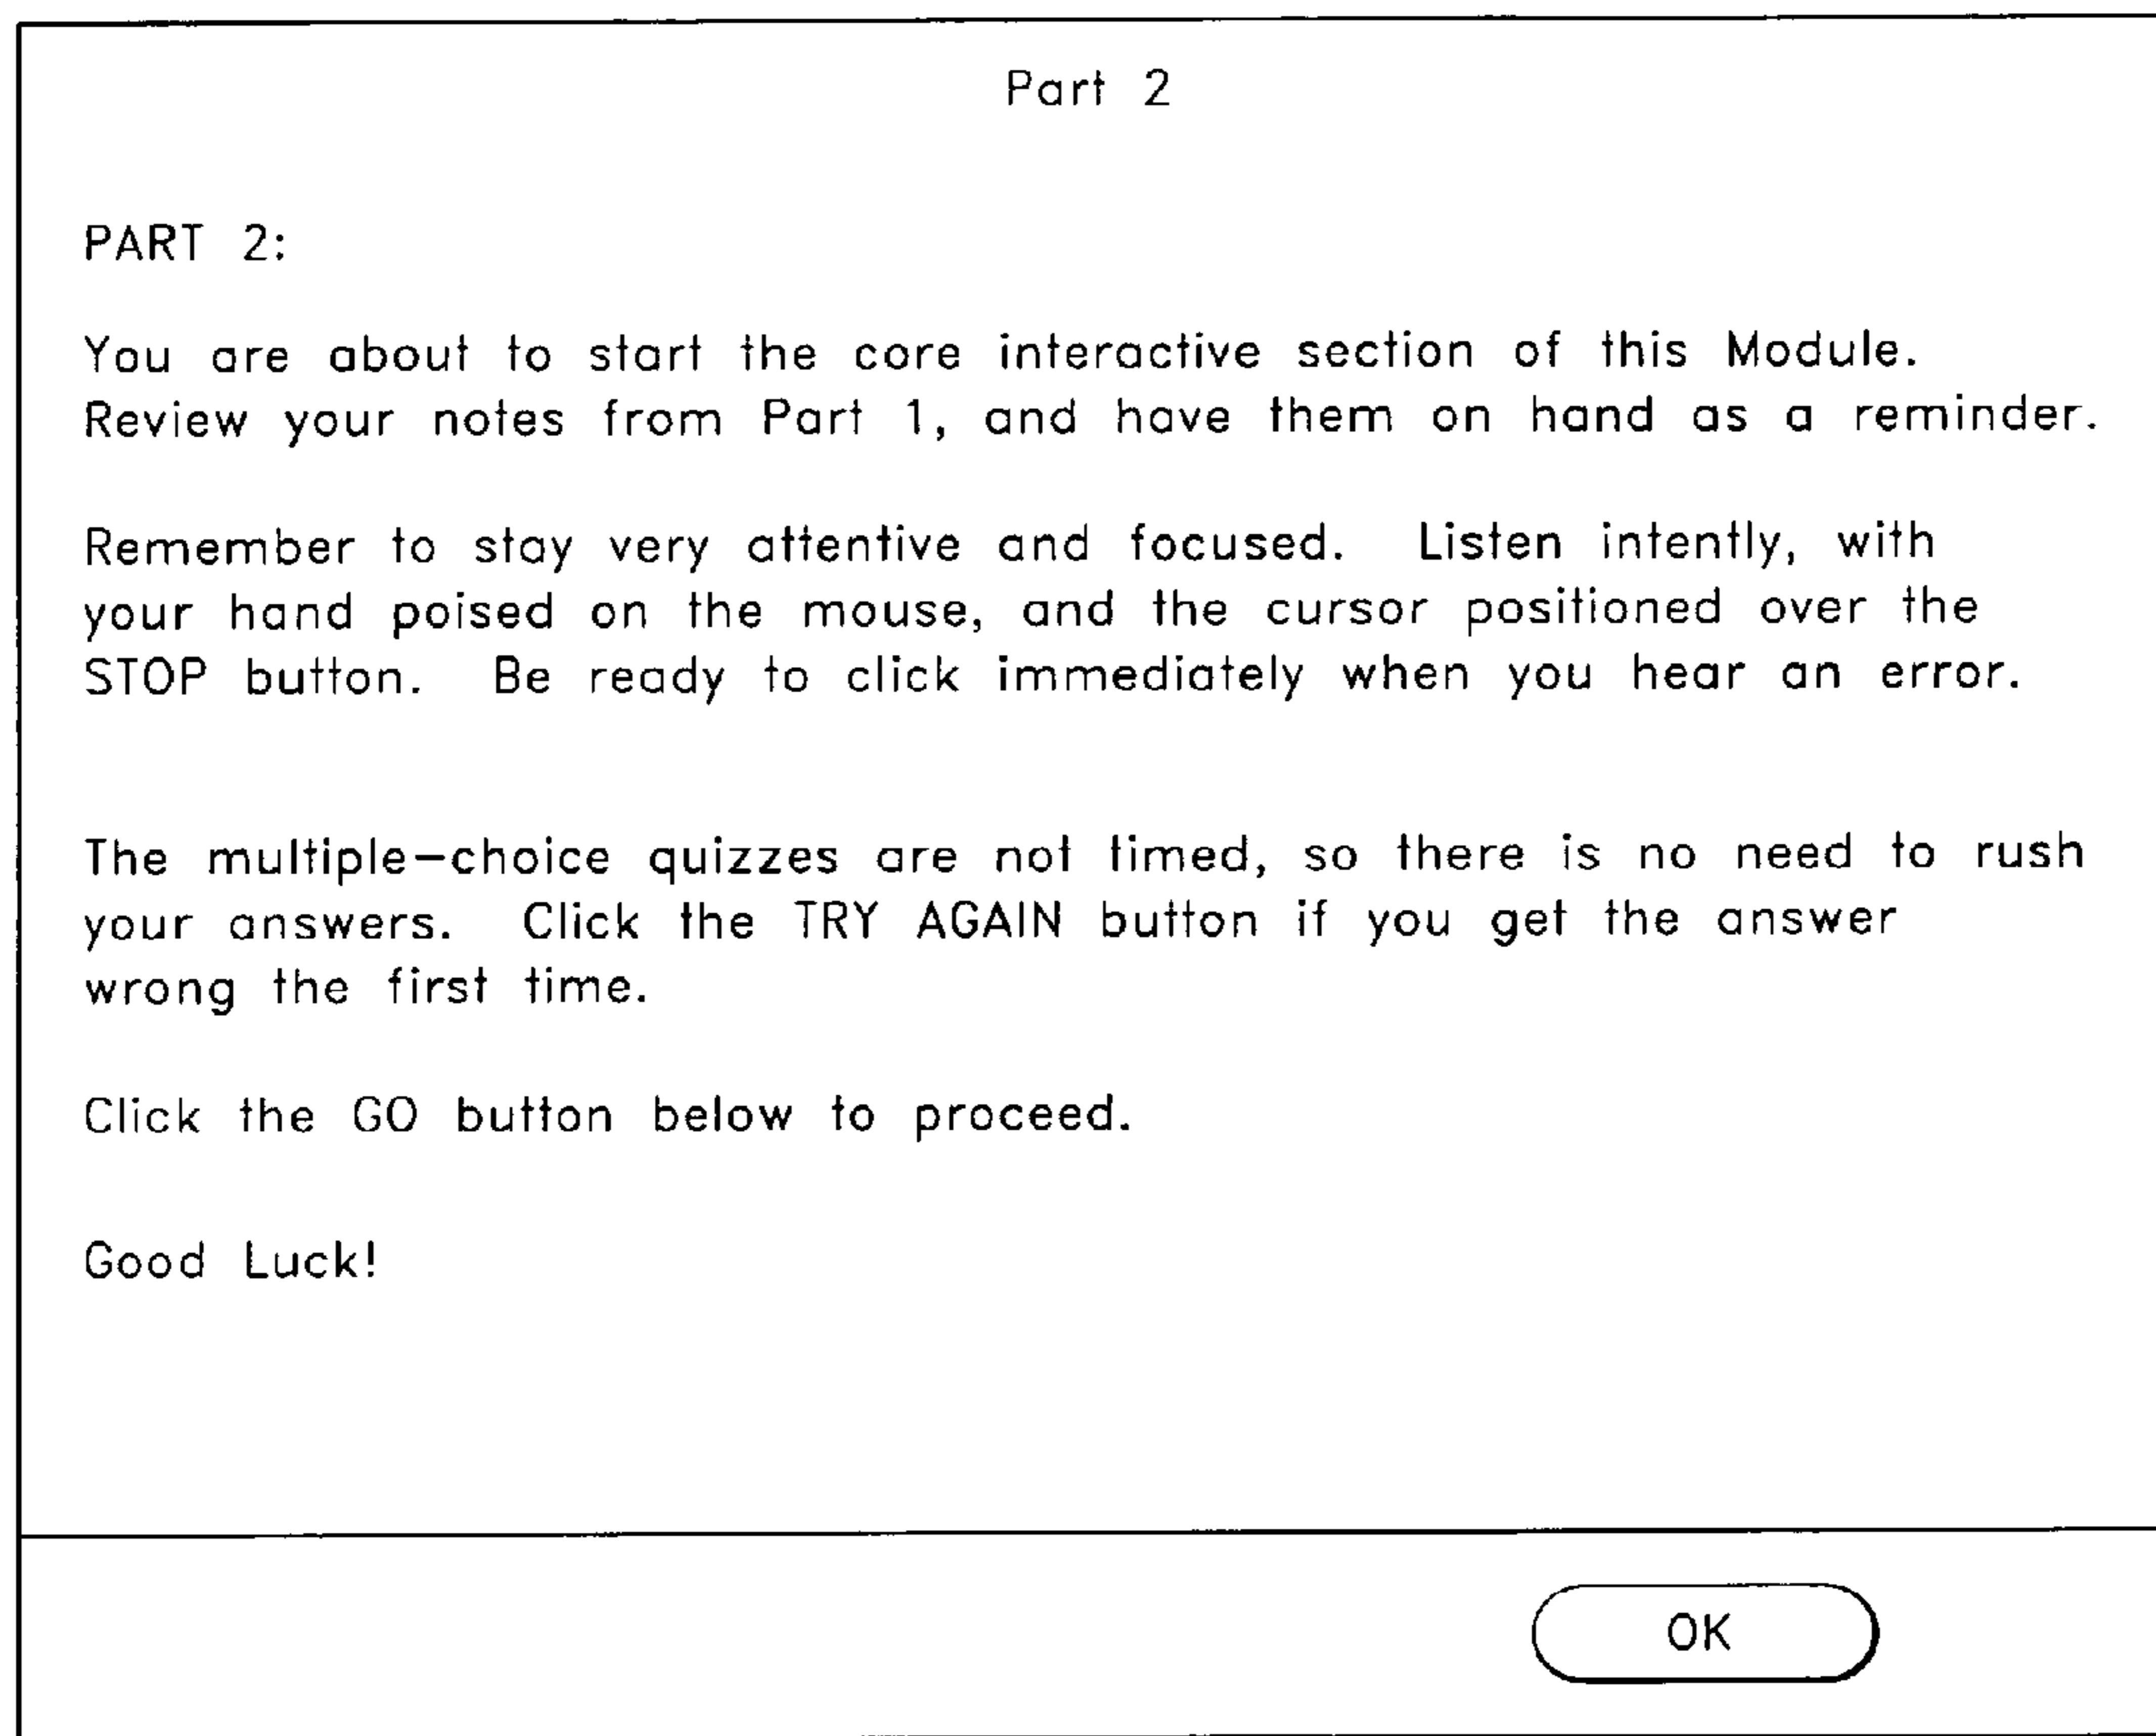 Part 2
PART 2:
You are about to start the core interactive section of this Module.
Review your notes from Part 1, and have them on hand as a reminder.
Remember to stay very attentive and focused. Listen intently, with
your hand poised on the mouse, and the cursor positioned over the
STOP button. Be ready to click immediately when you hear an error.
The multiple-choice quizzes are not timed, so there is no need to rush
your answers. Click the TRY AGAIN button if you get the answer
wrong the first time.
Click the GO button below to proceed.
Good Luck!
OK